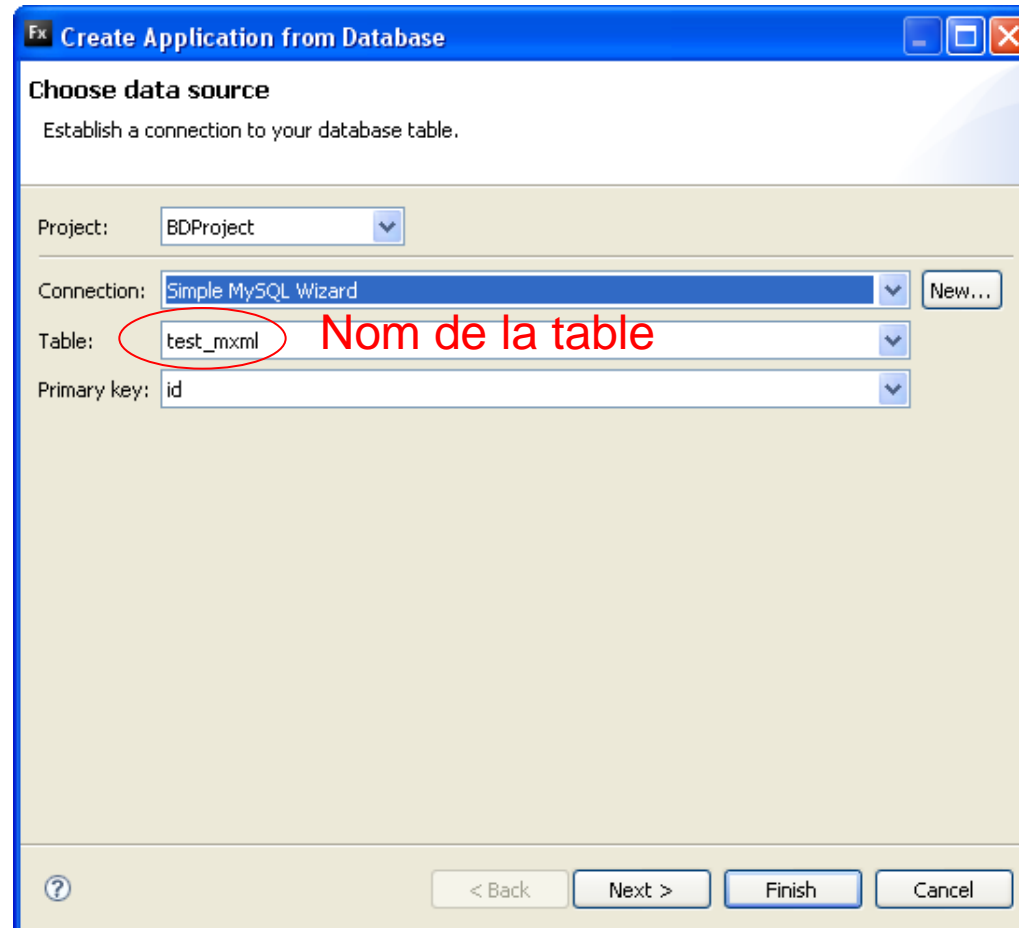 Fx Create Application from Database
Choose data source
Establish a connection to your database table.
Project: BDProject
Connection: Simple MySQL Wizard New...
Table: test_mxml Nom de la table
Primary key: id
? < Back Next > Finish Cancel